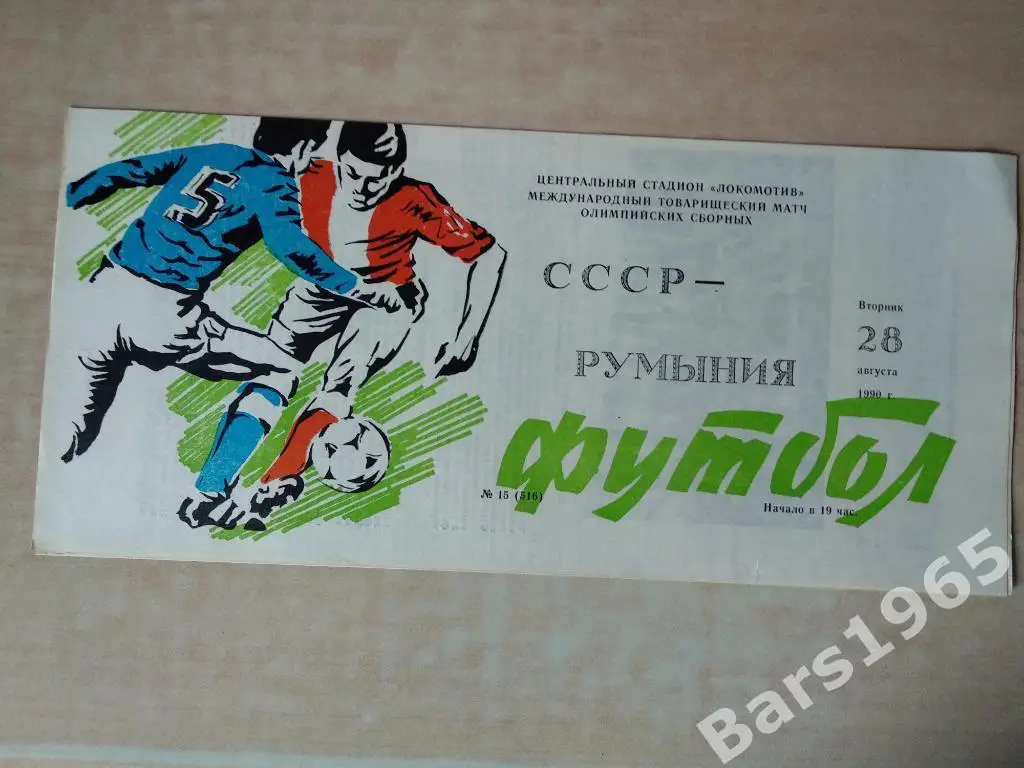 ЦЕНТРАЛЬНЫЙ СТАДИОН «ЛОКОМОТИВ»
МЕЖДУНАРОДНЫЙ ТОВАРИЩЕСКИЙ МАТЧ
ОЛИМПИЙСКИХ СБОРНЫХ
СССР—
РУМЫНИЯ
Вторник
28
августа
1990 г.
футбол
№ 15 (516)
Начало в 19 час.
5
Bars1965